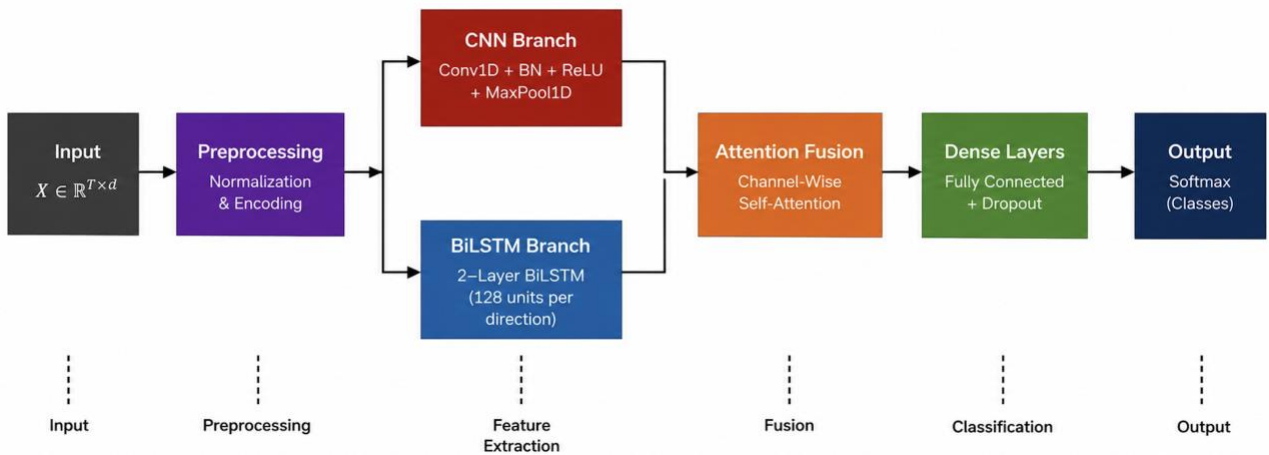 Input
X ∈ ℝ^{T×d}
Preprocessing
Normalization
& Encoding
CNN Branch
Conv1D + BN + ReLU
+ MaxPool1D
BiLSTM Branch
2–Layer BiLSTM
(128 units per
direction)
Attention Fusion
Channel-Wise
Self-Attention
Dense Layers
Fully Connected
+ Dropout
Output
Softmax
(Classes)
Input
Preprocessing
Feature
Extraction
Fusion
Classification
Output